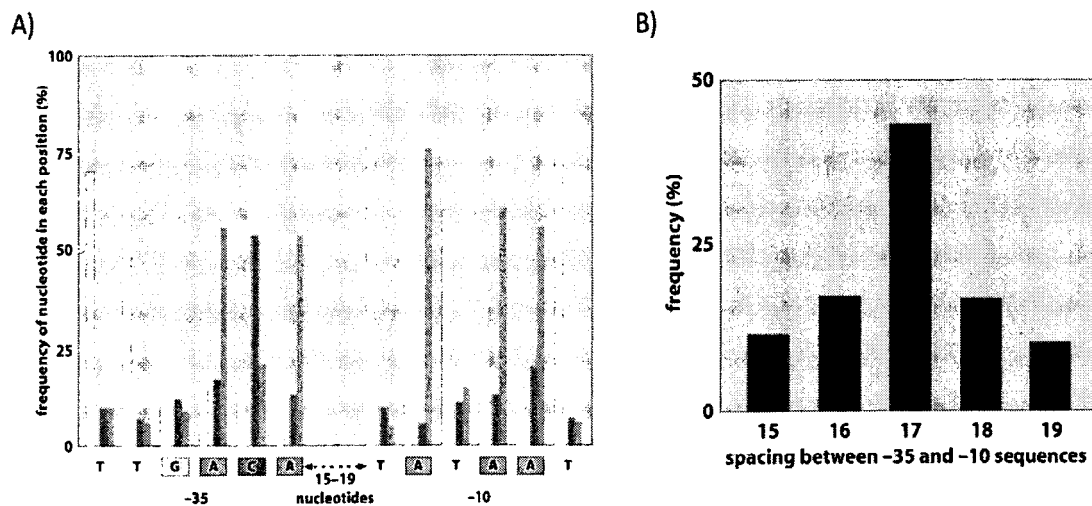 A)
frequency of nucleotide in each position (%)
100
75
50
25
0
T T G A C A T A T A A T
15–19
nucleotides
-35
-10
B)
frequency (%)
50
25
0
15 16 17 18 19
spacing between –35 and –10 sequences